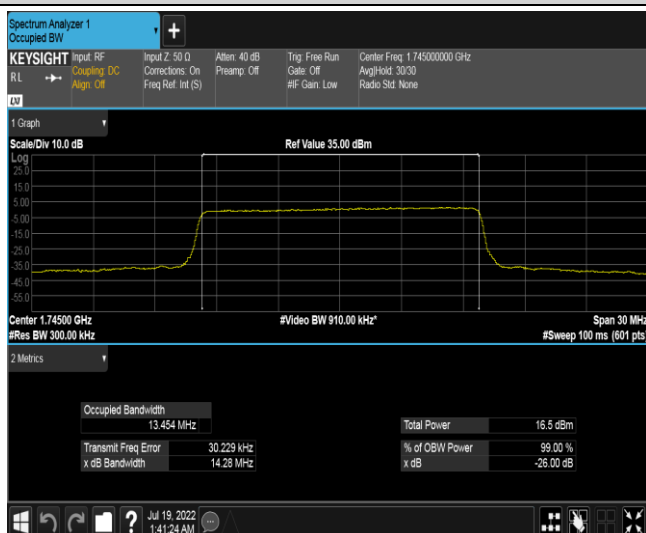 Spectrum Analyzer 1
Occupied BW
KEYSIGHT
RL
LXI
Input: RF
Coupling: DC
Align: Off
Input Z: 50 Ω
Corrections: On
Freq Ref: Int (S)
Atten: 40 dB
Preamp: Off
Trig: Free Run
Gate: Off
#IF Gain: Low
Center Freq: 1.745000000 GHz
Avg|Hold: 30/30
Radio Std: None
1 Graph
Scale/Div 10.0 dB
Ref Value 35.00 dBm
Log
25.0
15.0
5.00
-5.00
-15.0
-25.0
-35.0
-45.0
-55.0
Center 1.74500 GHz
#Res BW 300.00 kHz
#Video BW 910.00 kHz*
Span 30 MHz
#Sweep 100 ms (601 pts)
2 Metrics
Occupied Bandwidth
13.454 MHz
Transmit Freq Error 30.229 kHz
x dB Bandwidth 14.28 MHz
Total Power 16.5 dBm
% of OBW Power 99.00 %
x dB -26.00 dB
?
Jul 19, 2022
1:41:24 AM